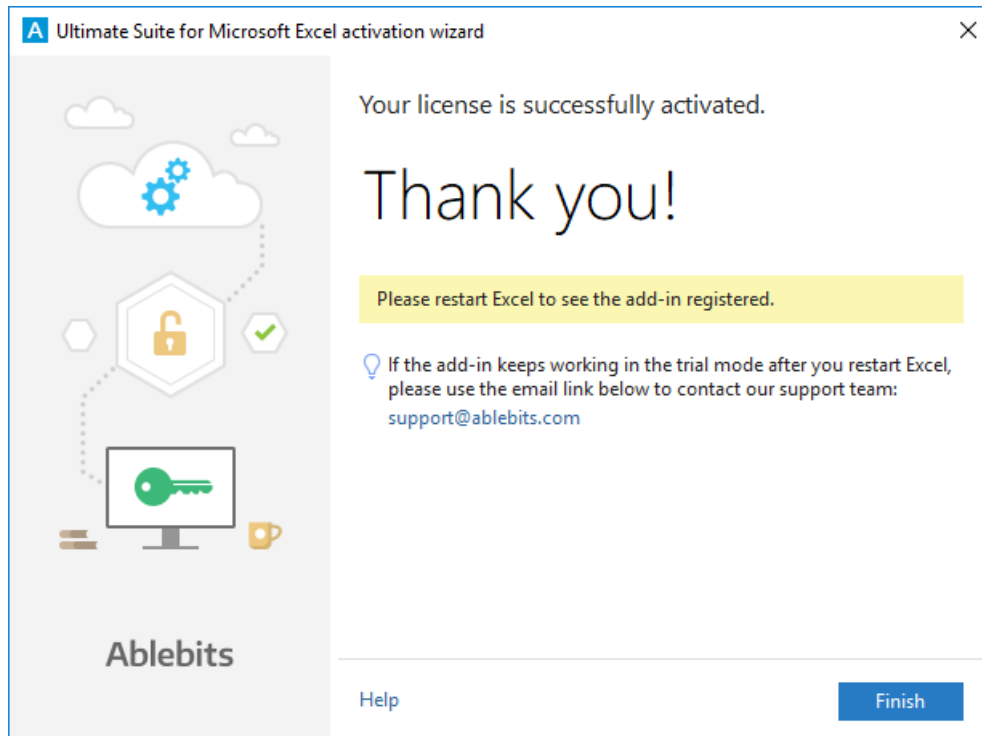 Ultimate Suite for Microsoft Excel activation wizard
Your license is successfully activated.
Thank you!
Please restart Excel to see the add-in registered.
If the add-in keeps working in the trial mode after you restart Excel,
please use the email link below to contact our support team:
support@ablebits.com
Ablebits
Help
Finish